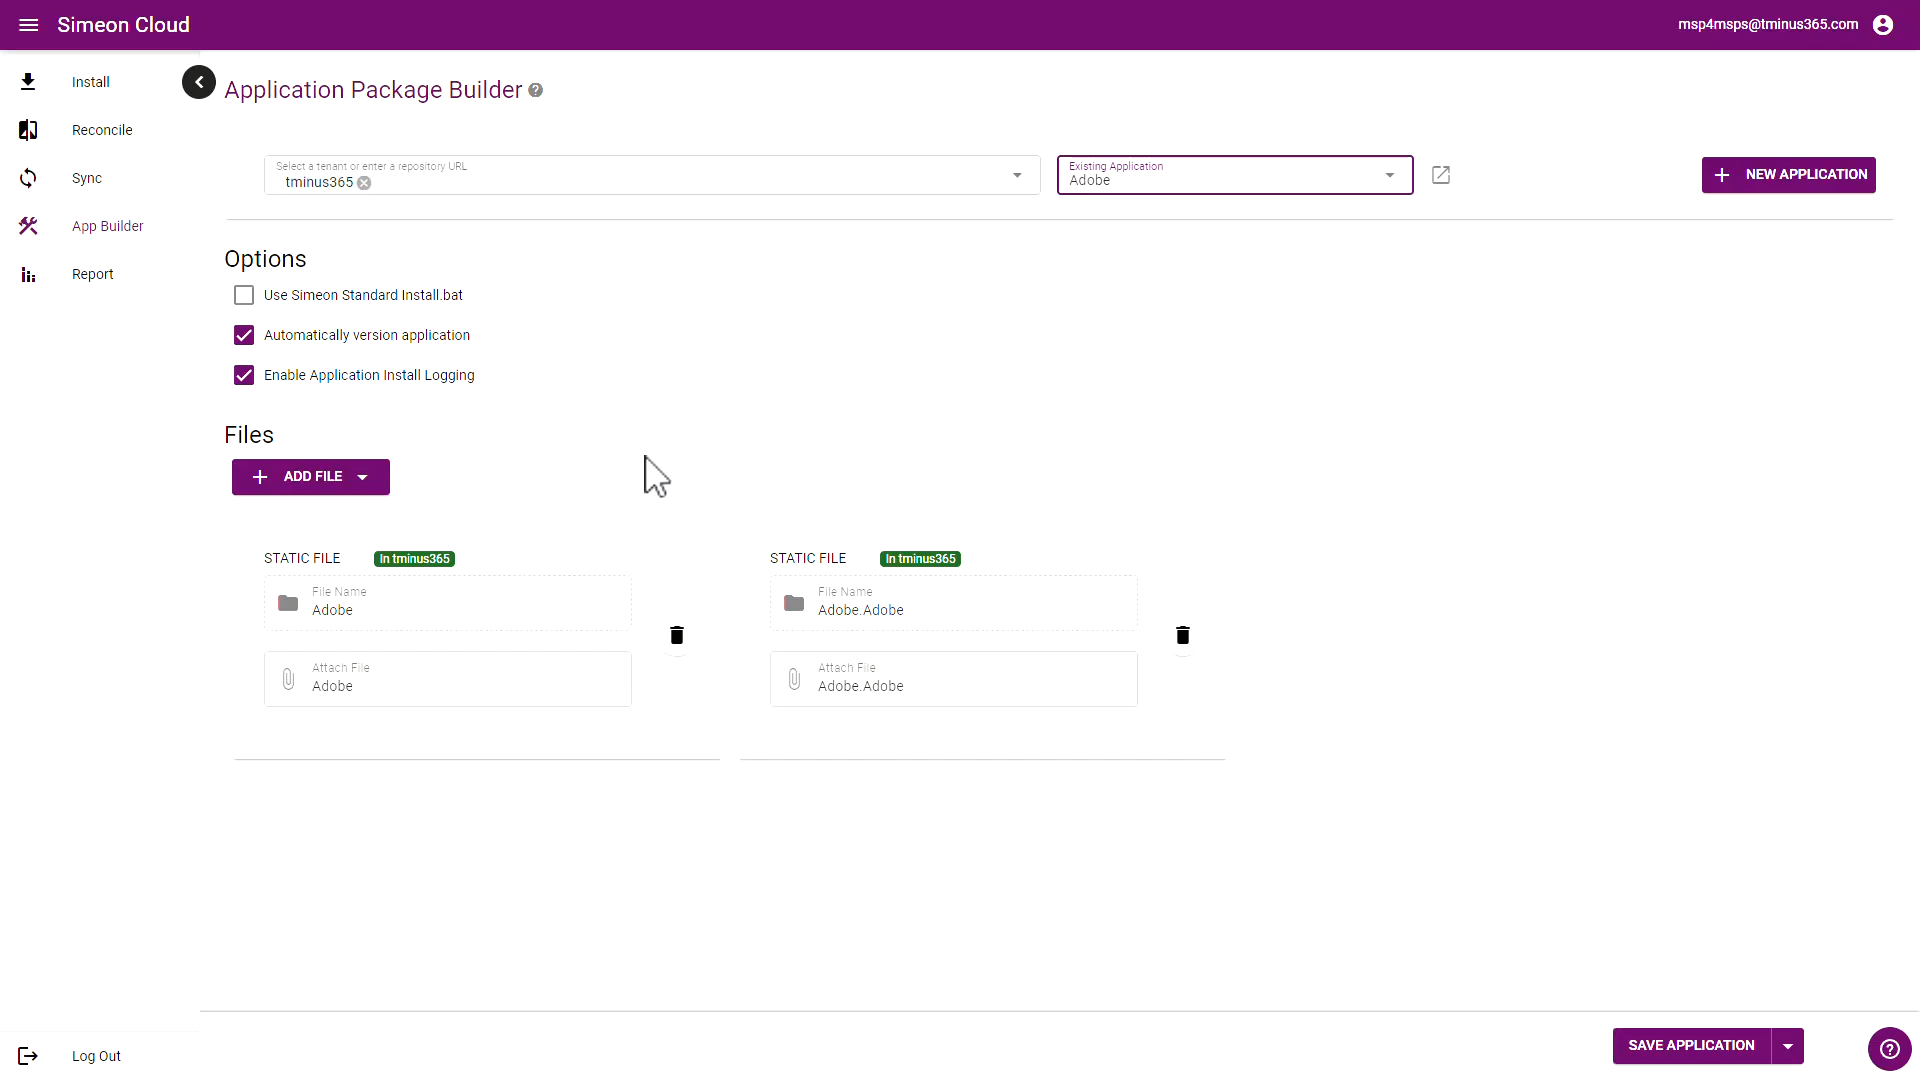 Simeon Cloud
msp4msps@tminus365.com
Install
Reconcile
Sync
App Builder
Report
Log Out
Application Package Builder
Select a tenant or enter a repository URL
tminus365
Existing Application
Adobe
NEW APPLICATION
Options
Use Simeon Standard Install.bat
Automatically version application
Enable Application Install Logging
Files
ADD FILE
STATIC FILE In tminus365
File Name
Adobe
Attach File
Adobe
STATIC FILE In tminus365
File Name
Adobe.Adobe
Attach File
Adobe.Adobe
SAVE APPLICATION